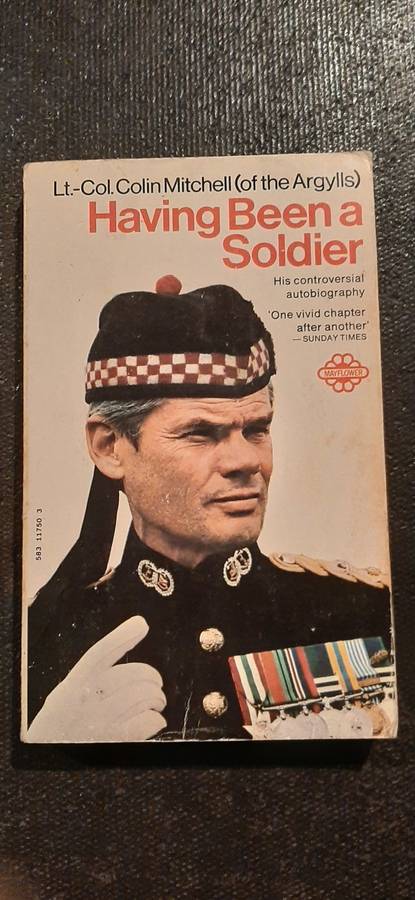 Lt.-Col. Colin Mitchell (of the Argylls)
Having Been a
Soldier
His controversial
autobiography
'One vivid chapter
after another'
— SUNDAY TIMES
MAYFLOWER
583 11750 3